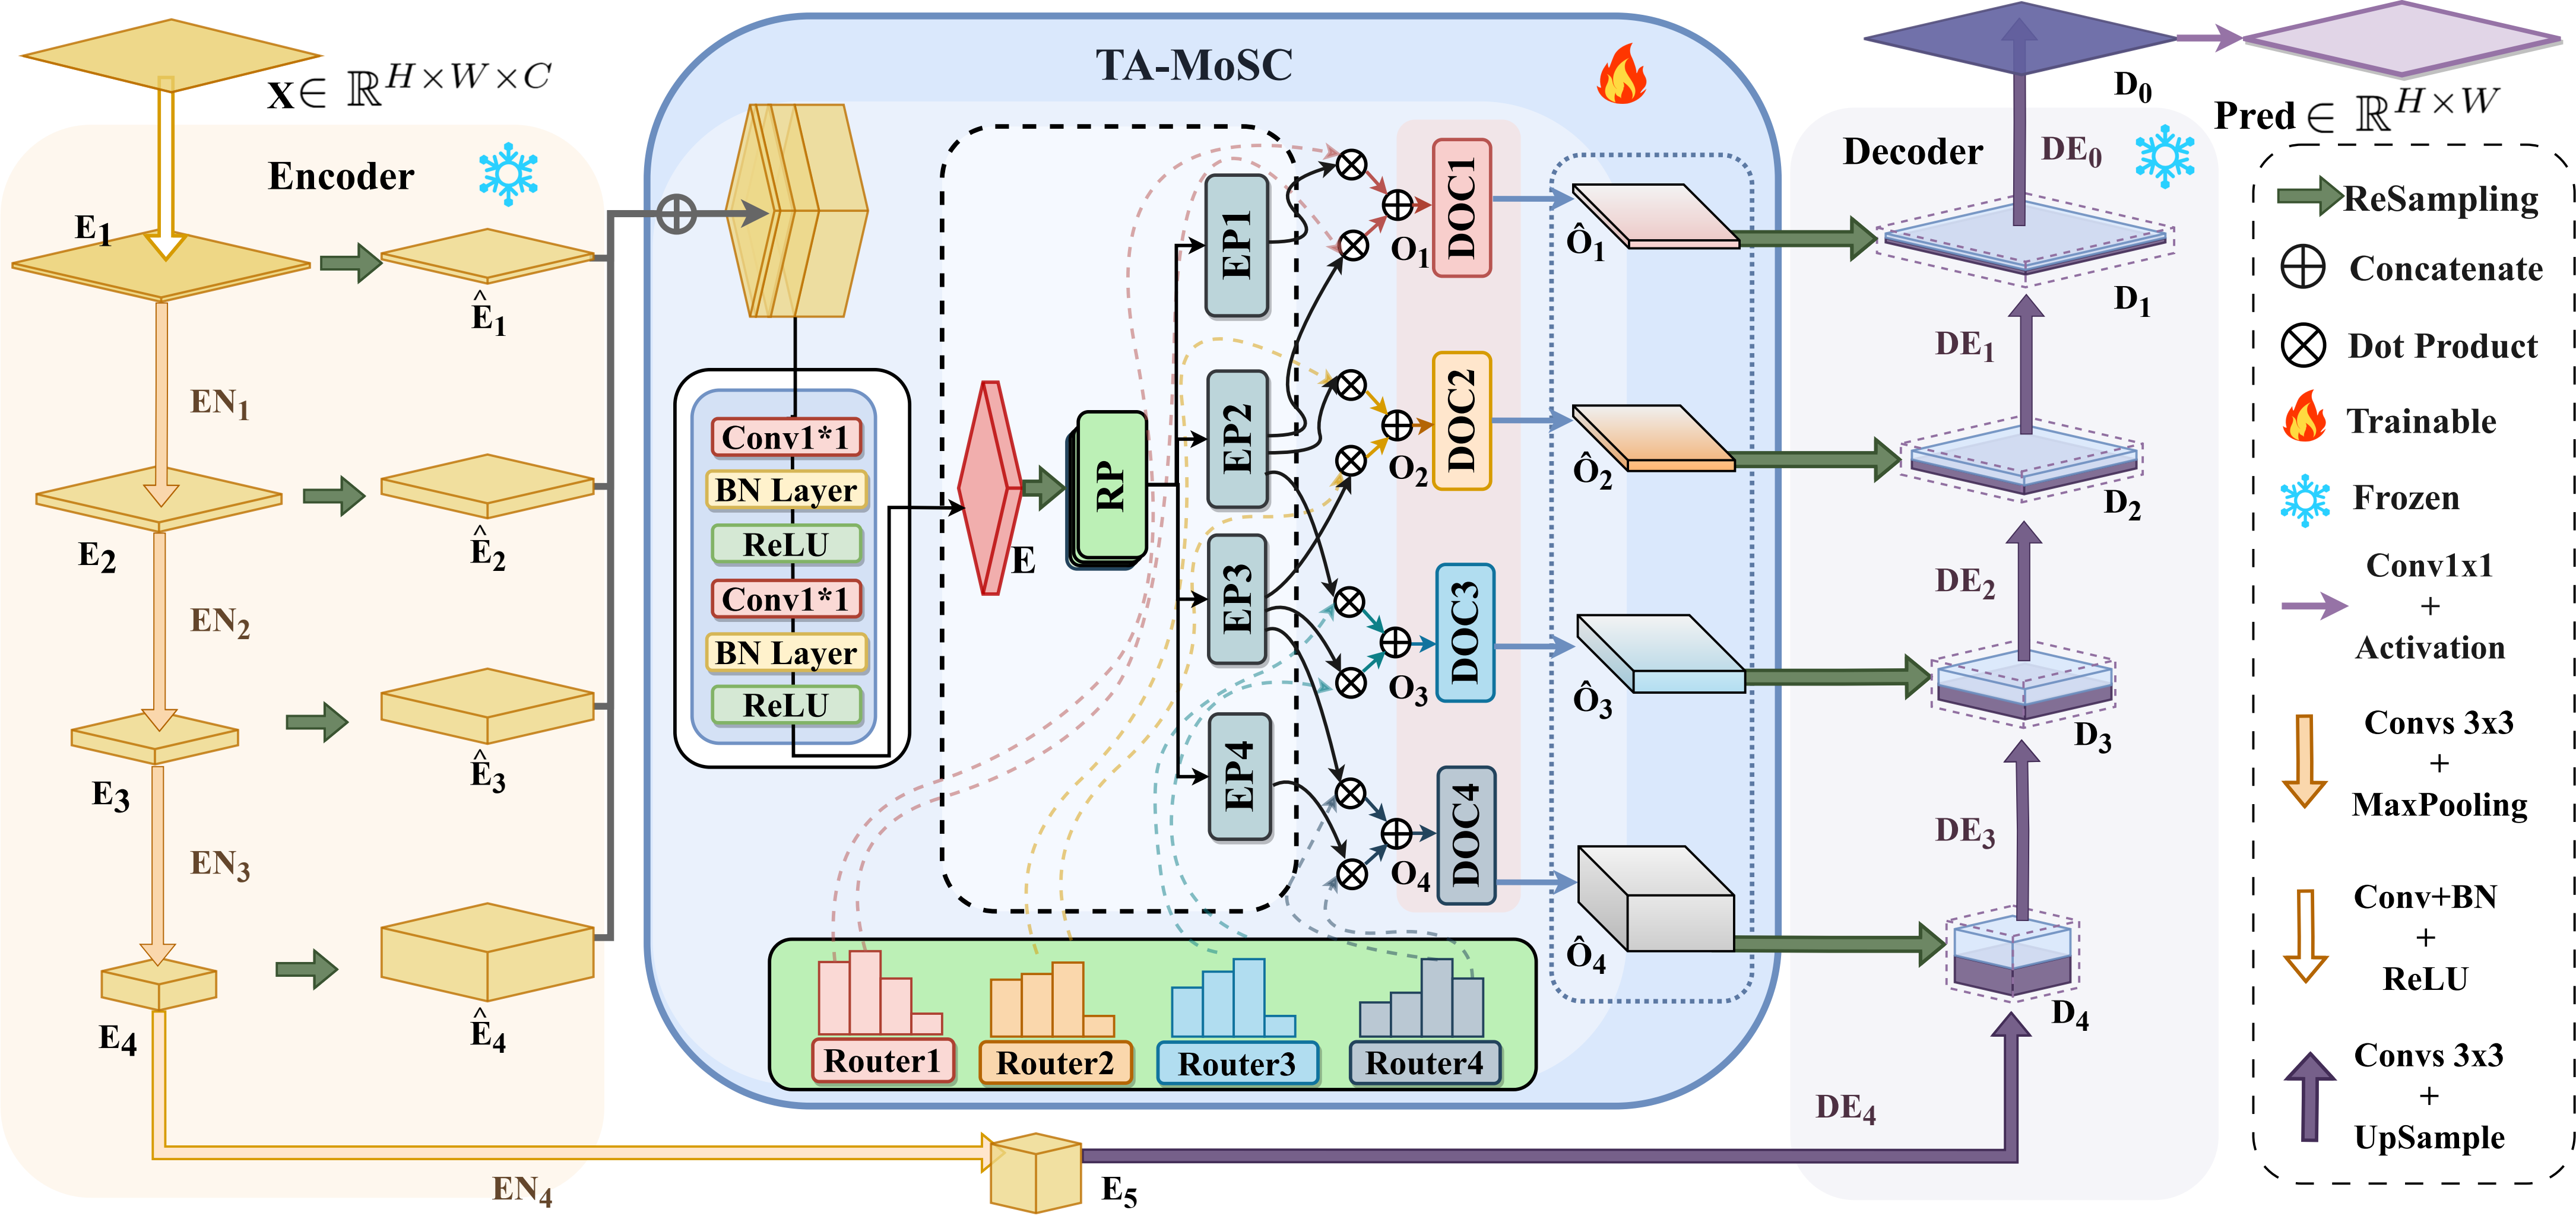 X∈ ℝ^{H×W×C}
Encoder
E₁
Ê₁
EN₁
E₂
Ê₂
EN₂
E₃
Ê₃
EN₃
E₄
Ê₄
EN₄
E₅
TA-MoSC
Conv1*1
BN Layer
ReLU
Conv1*1
BN Layer
ReLU
E
RP
EP1
EP2
EP3
EP4
O₁
O₂
O₃
O₄
DOC1
DOC2
DOC3
DOC4
Ô₁
Ô₂
Ô₃
Ô₄
Router1
Router2
Router3
Router4
Decoder
D₀
DE₀
D₁
DE₁
D₂
DE₂
D₃
DE₃
D₄
DE₄
Pred ∈ ℝ^{H×W}
ReSampling
Concatenate
Dot Product
Trainable
Frozen
Conv1x1
+
Activation
Convs 3x3
+
MaxPooling
Conv+BN
+
ReLU
Convs 3x3
+
UpSample